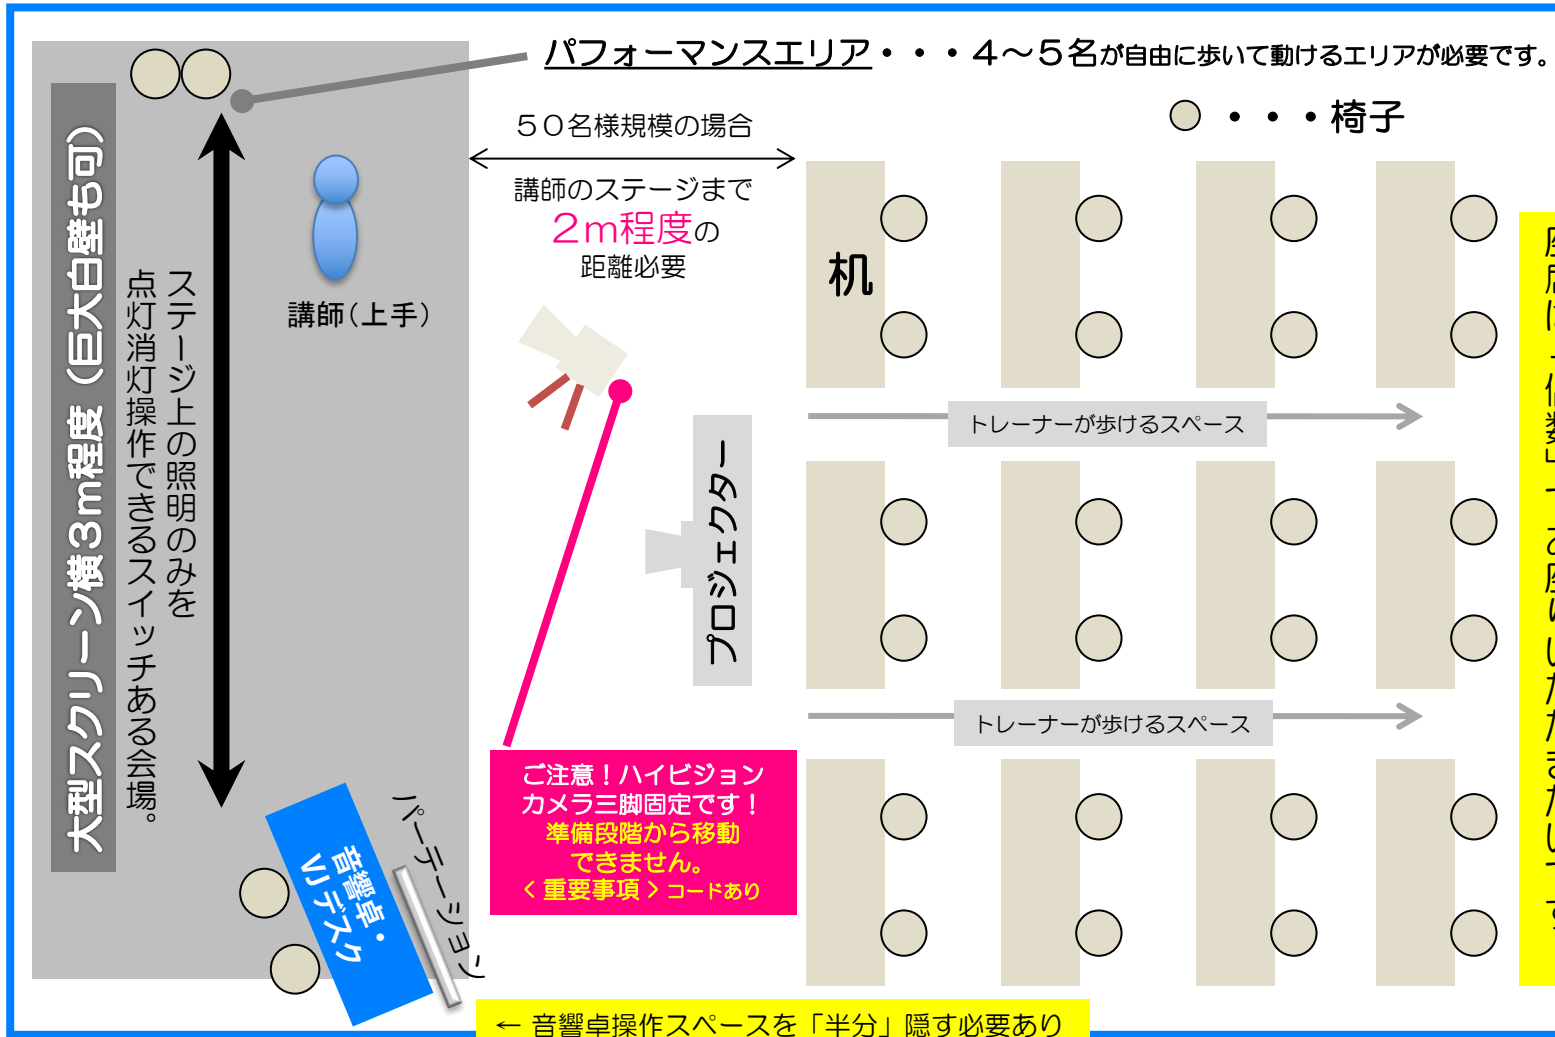 パフォーマンスエリア・・・４～５名が自由に歩いて動けるエリアが必要です。
・・・椅子
５０名様規模の場合
講師のステージまで
２ｍ程度の
距離必要
大型スクリーン横３ｍ程度（巨大白壁も可）
ステージ上の照明のみを
点灯消灯操作できるスイッチある会場。
講師（上手）
机
トレーナーが歩けるスペース
プロジェクター
トレーナーが歩けるスペース
ご注意！ハイビジョン
カメラ三脚固定です！
準備段階から移動
できません。
＜重要事項＞コードあり
音響卓・
VJデスク
パーテーション
← 音響卓操作スペースを「半分」隠す必要あり